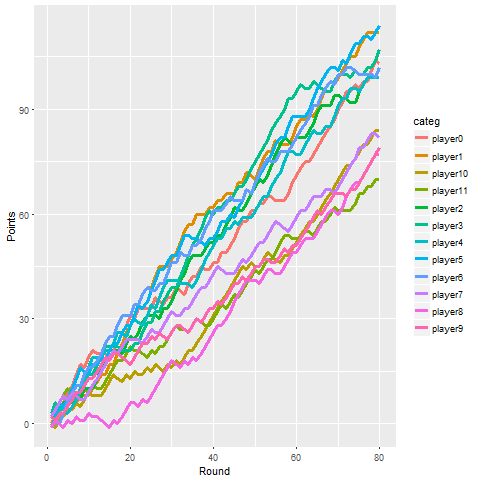 categ
player0
player1
player10
player11
player2
player3
player4
player5
player6
player7
player8
player9
Points
90
60
30
0
0 20 40 60 80
Round